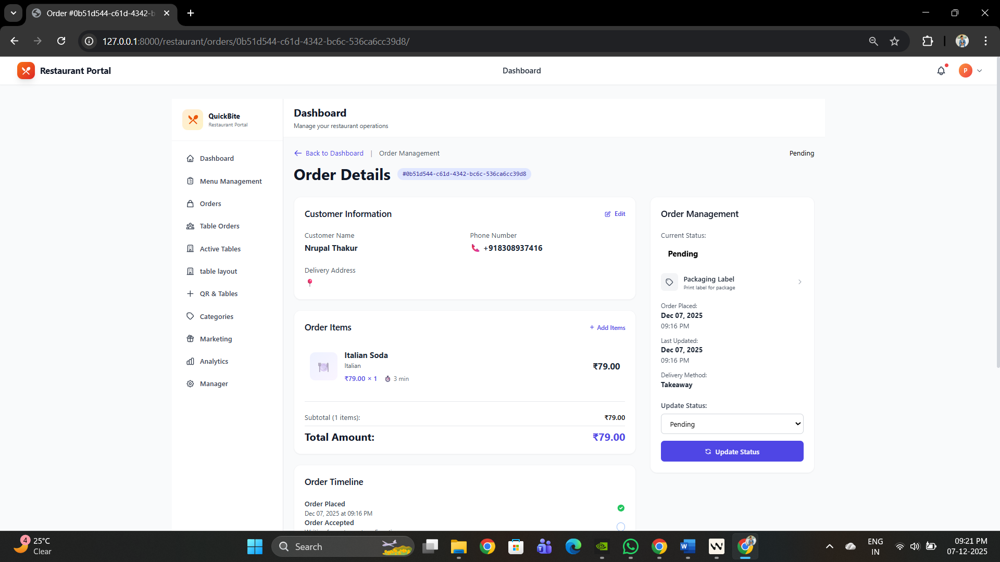 Order #0b51d544-c61d-4342-b
127.0.0.1:8000/restaurant/orders/0b51d544-c61d-4342-bc6c-536ca6cc39d8/
Restaurant Portal
Dashboard
P
QuickBite
Restaurant Portal
Dashboard
Menu Management
Orders
Table Orders
Active Tables
table layout
QR & Tables
Categories
Marketing
Analytics
Manager
Dashboard
Manage your restaurant operations
Back to Dashboard | Order Management
Pending
Order Details
#0b51d544-c61d-4342-bc6c-536ca6cc39d8
Customer Information
Edit
Customer Name
Nrupal Thakur
Phone Number
+918308937416
Delivery Address
Order Items
+ Add Items
Italian Soda
Italian
₹79.00 × 1
3 min
₹79.00
Subtotal (1 items):
₹79.00
Total Amount:
₹79.00
Order Timeline
Order Placed
Dec 07, 2025 at 09:16 PM
Order Accepted
Order Management
Current Status:
Pending
Packaging Label
Print label for package
Order Placed:
Dec 07, 2025
09:16 PM
Last Updated:
Dec 07, 2025
09:16 PM
Delivery Method:
Takeaway
Update Status:
Pending
Update Status
4
25°C
Clear
Search
ENG
IN
09:21 PM
07-12-2025